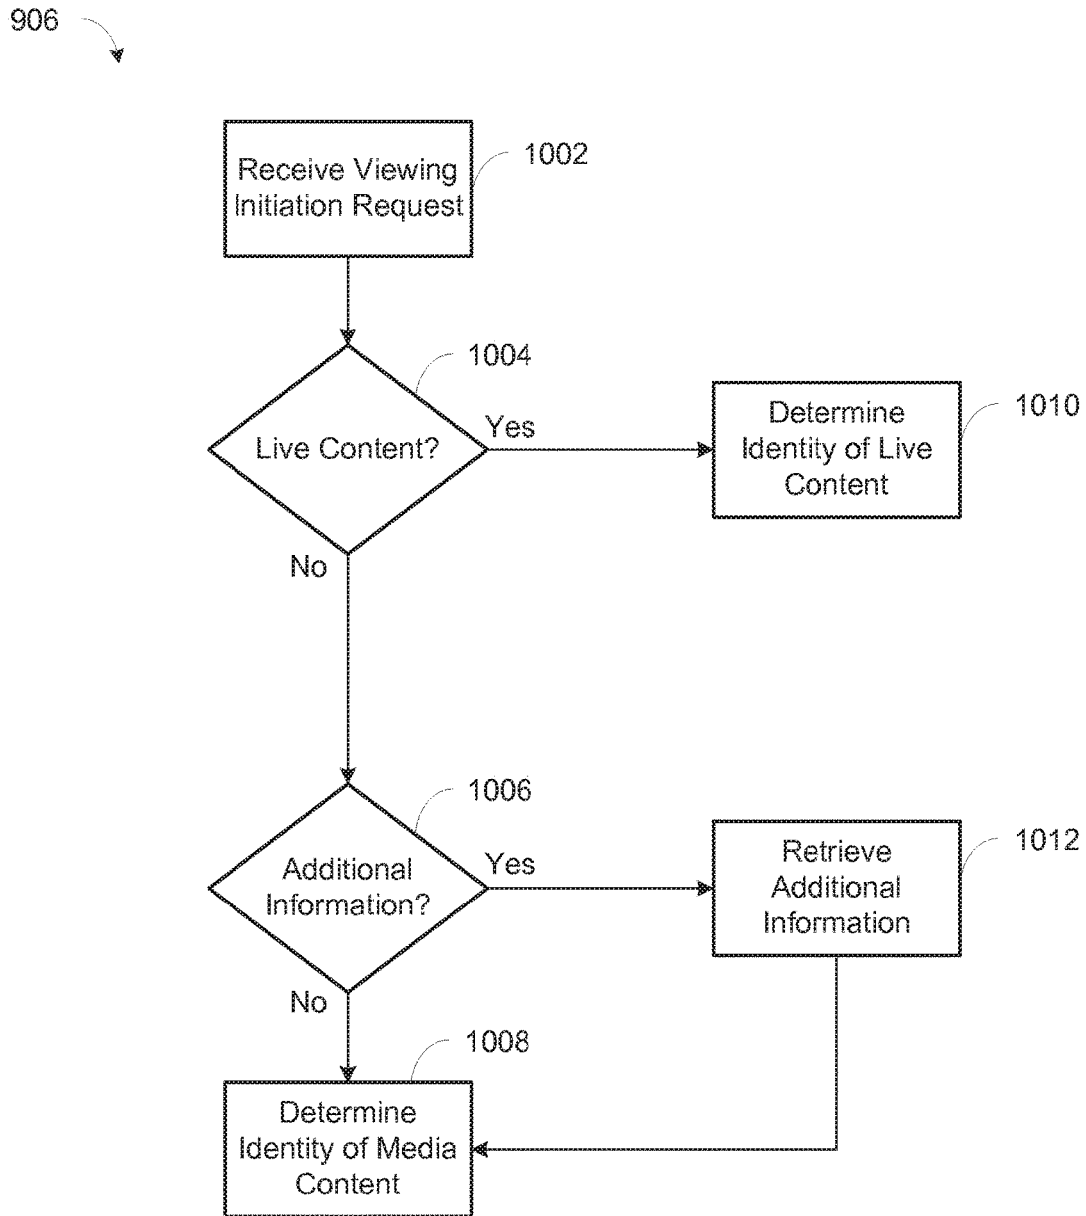 906
Receive Viewing
Initiation Request
1002
1004
Live Content?
Yes
No
Determine
Identity of Live
Content
1010
1006
Additional
Information?
Yes
No
Retrieve
Additional
Information
1012
1008
Determine
Identity of Media
Content